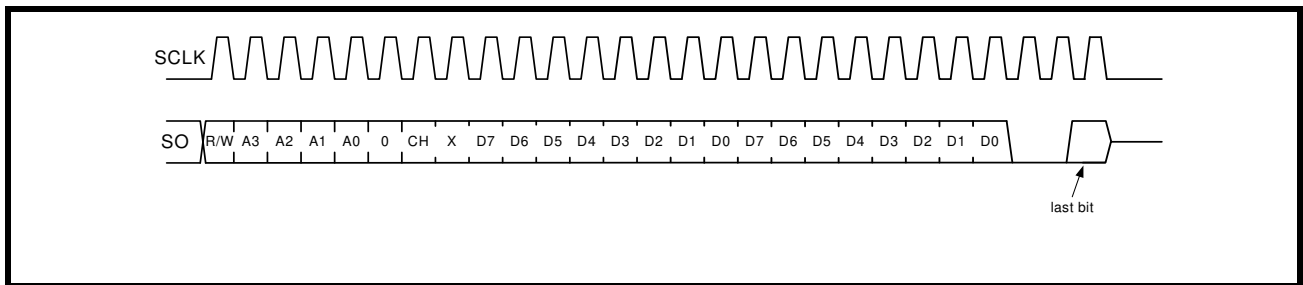 SCLK
SO R/W A3 A2 A1 A0 0 CH X D7 D6 D5 D4 D3 D2 D1 D0 D7 D6 D5 D4 D3 D2 D1 D0
last bit